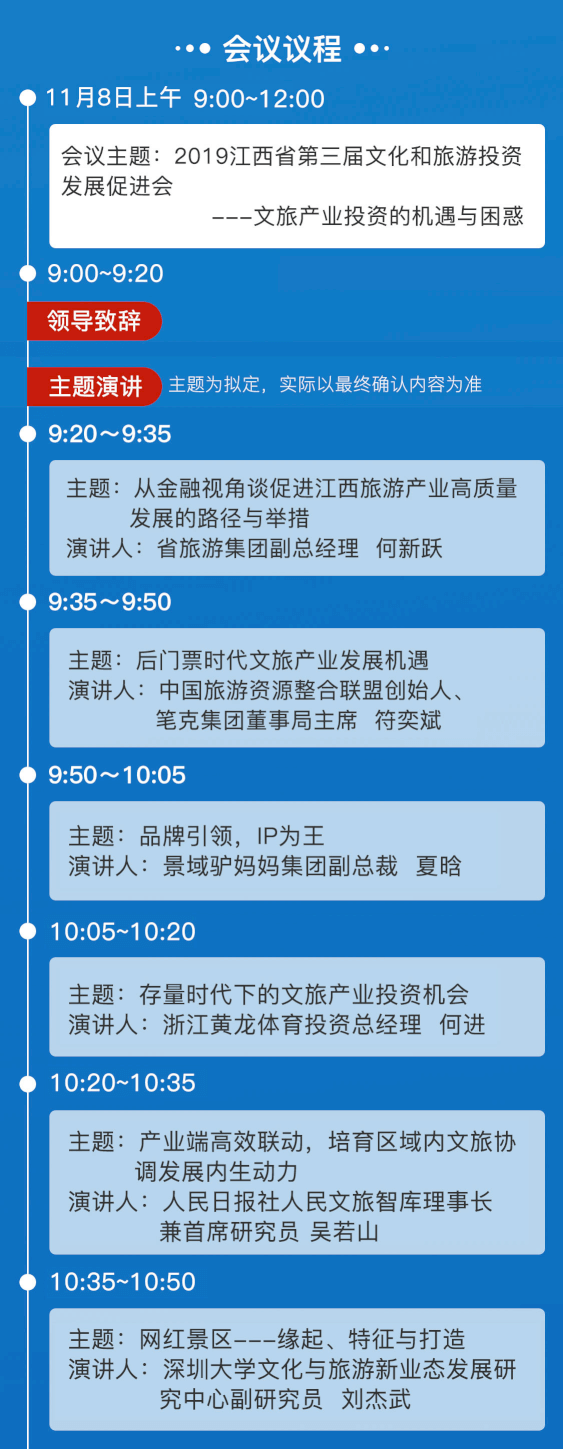 会议议程
11月8日上午 9:00~12:00
会议主题：2019江西省第三届文化和旅游投资
发展促进会
---文旅产业投资的机遇与困惑
9:00~9:20
领导致辞
主题演讲 主题为拟定，实际以最终确认内容为准
9:20～9:35
主题：从金融视角谈促进江西旅游产业高质量
发展的路径与举措
演讲人：省旅游集团副总经理 何新跃
9:35～9:50
主题：后门票时代文旅产业发展机遇
演讲人：中国旅游资源整合联盟创始人、
笔克集团董事局主席 符奕斌
9:50～10:05
主题：品牌引领，IP为王
演讲人：景域驴妈妈集团副总裁 夏晗
10:05~10:20
主题：存量时代下的文旅产业投资机会
演讲人：浙江黄龙体育投资总经理 何进
10:20~10:35
主题：产业端高效联动，培育区域内文旅协
调发展内生动力
演讲人：人民日报社人民文旅智库理事长
兼首席研究员 吴若山
10:35~10:50
主题：网红景区---缘起、特征与打造
演讲人：深圳大学文化与旅游新业态发展研
究中心副研究员 刘杰武